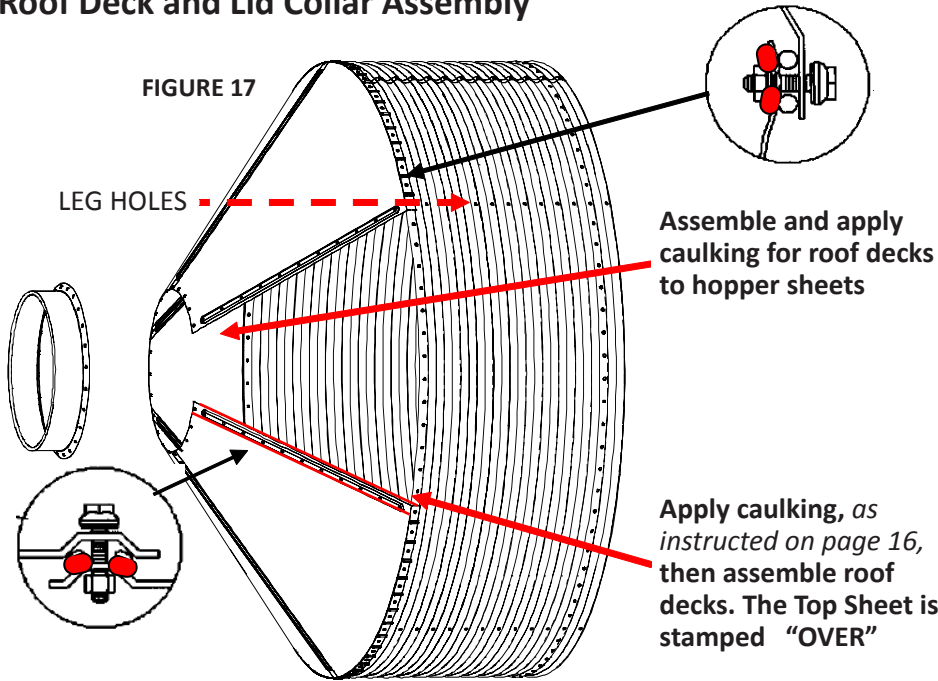 Roof Deck and Lid Collar Assembly
FIGURE 17
LEG HOLES
Assemble and apply
caulking for roof decks
to hopper sheets
Apply caulking, as
instructed on page 16,
then assemble roof
decks. The Top Sheet is
stamped "OVER”